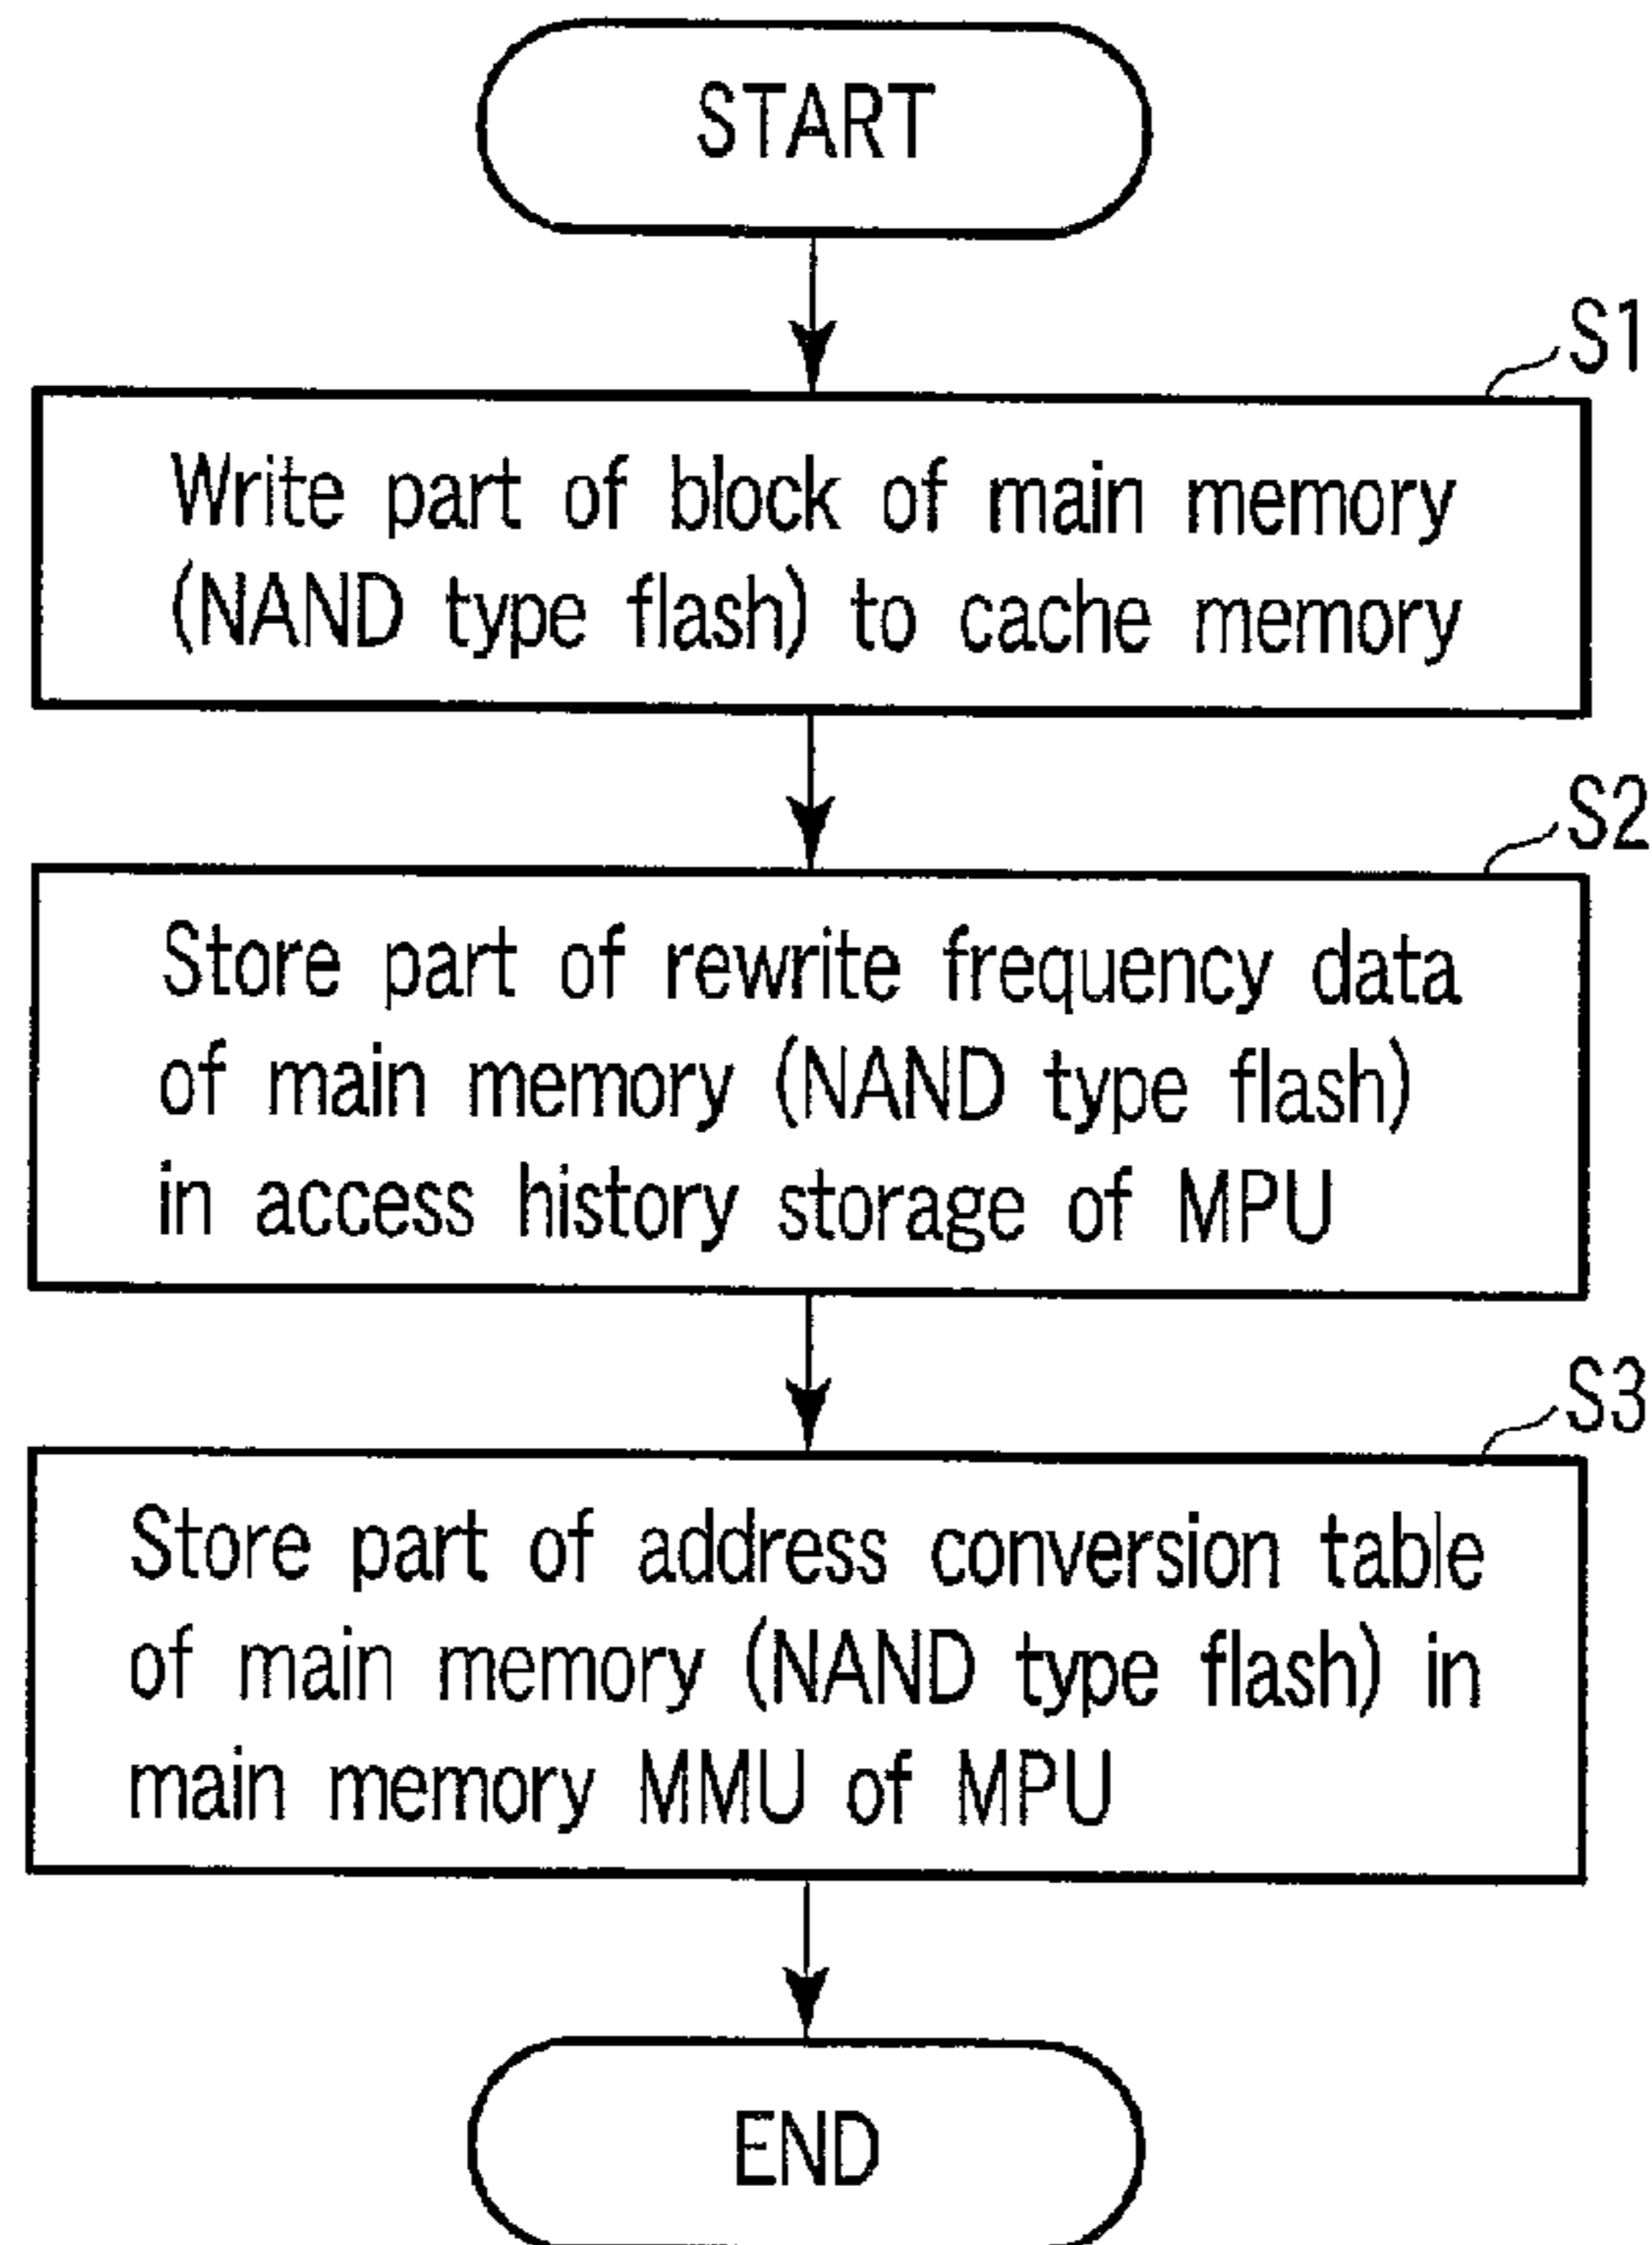 START
S1
Write part of block of main memory
(NAND type flash) to cache memory
S2
Store part of rewrite frequency data
of main memory (NAND type flash)
in access history storage of MPU
S3
Store part of address conversion table
of main memory (NAND type flash) in
main memory MMU of MPU
END